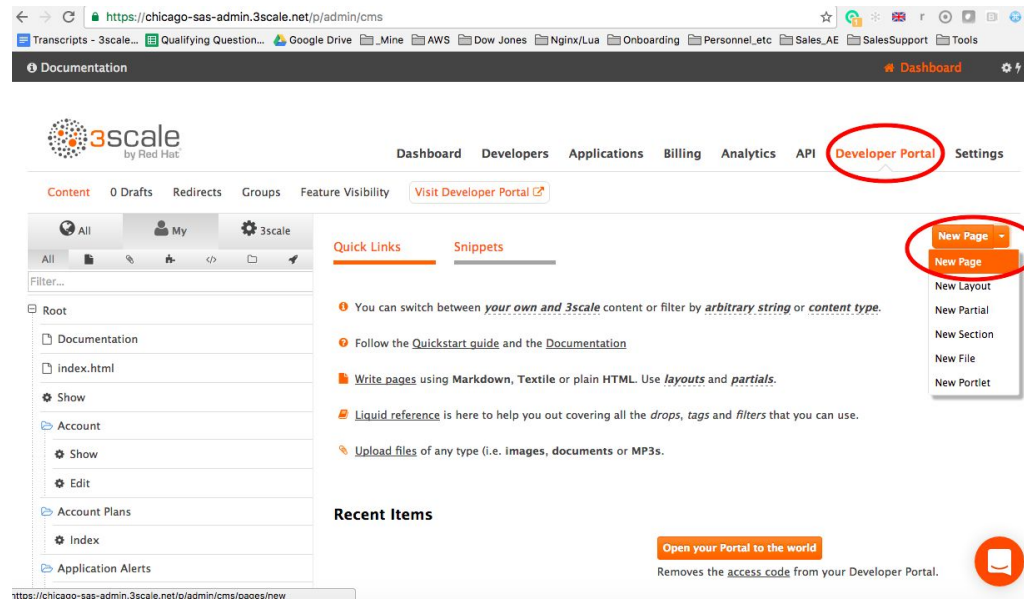 https://chicago-sas-admin.3scale.net/p/admin/cms
Transcripts - 3scale... Qualifying Question... Google Drive _Mine AWS Dow Jones Nginx/Lua Onboarding Personnel_etc Sales_AE SalesSupport Tools
Documentation Dashboard
3scale
by Red Hat
Dashboard Developers Applications Billing Analytics API Developer Portal Settings
Content 0 Drafts Redirects Groups Feature Visibility Visit Developer Portal
All My 3scale
Quick Links Snippets
New Page
All
New Page
Filter...
New Layout
Root
You can switch between your own and 3scale content or filter by arbitrary string or content type.
New Partial
Documentation
Follow the Quickstart guide and the Documentation
New Section
New File
index.html
Write pages using Markdown, Textile or plain HTML. Use layouts and partials.
New Portlet
Show
Liquid reference is here to help you out covering all the drops, tags and filters that you can use.
Account
Show
Upload files of any type (i.e. images, documents or MP3s.
Edit
Account Plans
Recent Items
Index
Open your Portal to the world
Application Alerts
Removes the access code from your Developer Portal.
https://chicago-sas-admin.3scale.net/p/admin/cms/pages/new